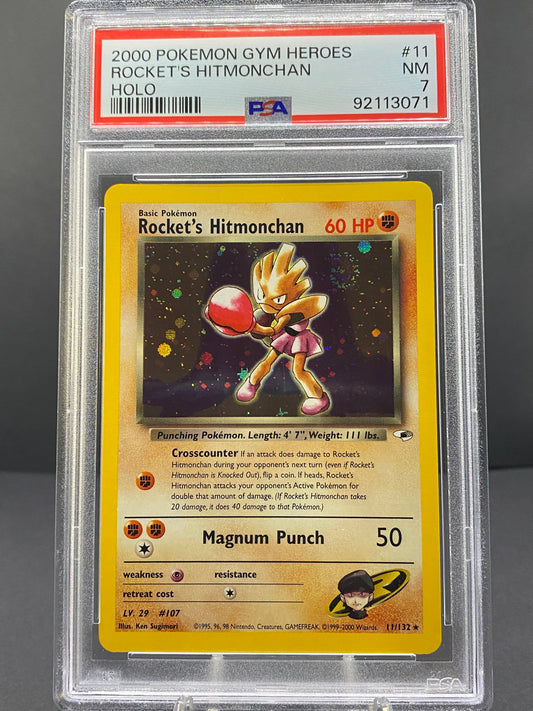 2000 POKEMON GYM HEROES #11
ROCKET'S HITMONCHAN NM
HOLO 7
PSA 92113071
Basic Pokémon
Rocket's Hitmonchan 60 HP
Punching Pokémon. Length: 4' 7", Weight: 111 lbs.
Crosscounter If an attack does damage to Rocket's
Hitmonchan during your opponent's next turn (even if Rocket's
Hitmonchan is Knocked Out), flip a coin. If heads, Rocket's
Hitmonchan attacks your opponent's Active Pokémon for
double that amount of damage. (If Rocket's Hitmonchan takes
20 damage, it does 40 damage to that Pokémon.)
Magnum Punch 50
weakness resistance
retreat cost
LV. 29 #107
Illus. Ken Sugimori ©1995, 96, 98 Nintendo, Creatures, GAMEFREAK. ©1999-2000 Wizards. 11/132 ★
PSA